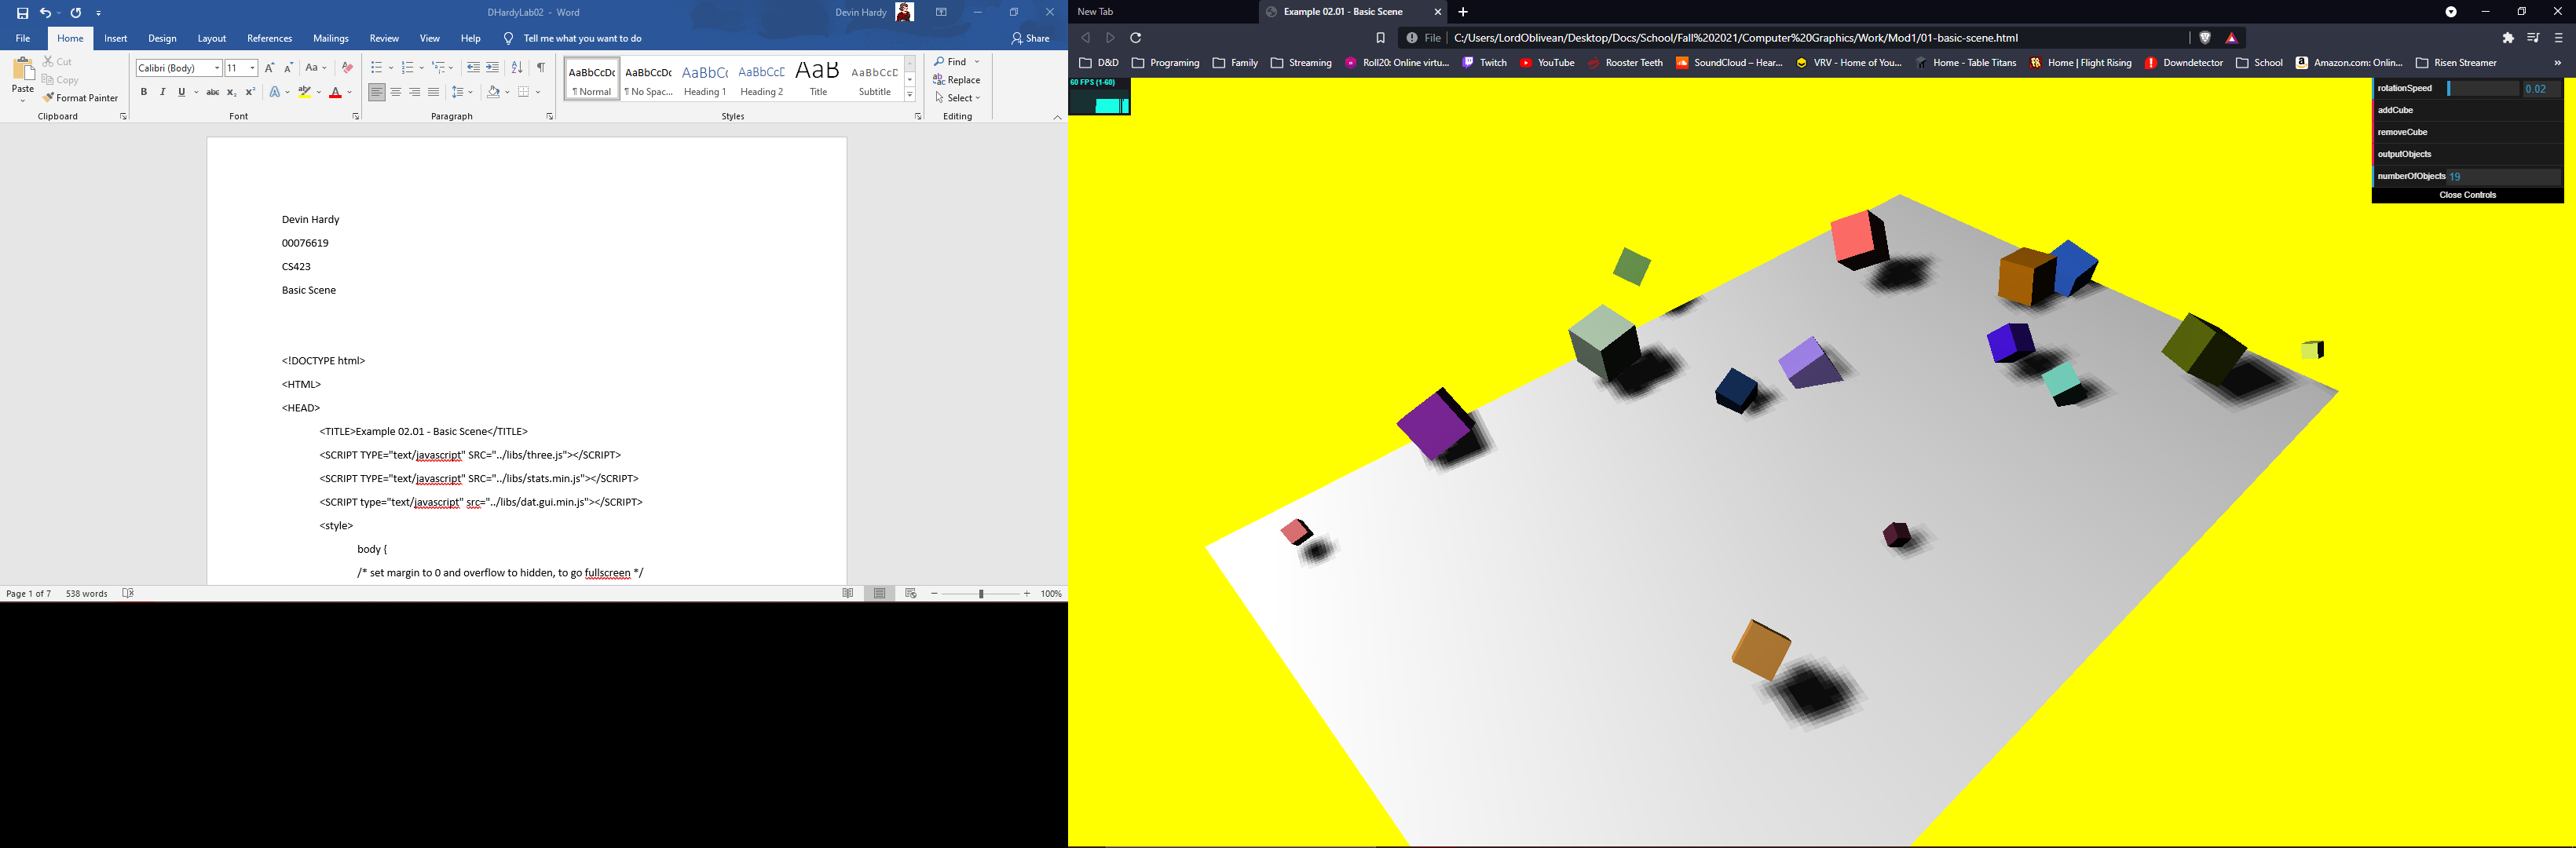 DHardyLab02 - Word
Devin Hardy
File Home Insert Design Layout References Mailings Review View Help Tell me what you want to do Share
Paste
Cut
Copy
Format Painter
Clipboard
Calibri (Body) 11
Font
Paragraph
AaBbCcDc AaBbCcDc AaBbCc AaBbCcD AaB AaBbCcD
¶ Normal ¶ No Spac... Heading 1 Heading 2 Title Subtitle
Styles
Find
Replace
Select
Editing
Devin Hardy
00076619
CS423
Basic Scene
<!DOCTYPE html>
<HTML>
<HEAD>
<TITLE>Example 02.01 - Basic Scene</TITLE>
<SCRIPT TYPE="text/javascript" SRC="../libs/three.js"></SCRIPT>
<SCRIPT TYPE="text/javascript" SRC="../libs/stats.min.js"></SCRIPT>
<SCRIPT type="text/javascript" src="../libs/dat.gui.min.js"></SCRIPT>
<style>
body {
/* set margin to 0 and overflow to hidden, to go fullscreen */
Page 1 of 7 538 words 100%
New Tab Example 02.01 - Basic Scene
File C:/Users/LordOblivean/Desktop/Docs/School/Fall%202021/Computer%20Graphics/Work/Mod1/01-basic-scene.html
D&D Programing Family Streaming Roll20: Online virtu... Twitch YouTube Rooster Teeth SoundCloud – Hear... VRV - Home of You... Home - Table Titans Home | Flight Rising Downdetector School Amazon.com: Onlin... Risen Streamer
60 FPS (1-60)
rotationSpeed 0.02
addCube
removeCube
outputObjects
numberOfObjects 19
Close Controls